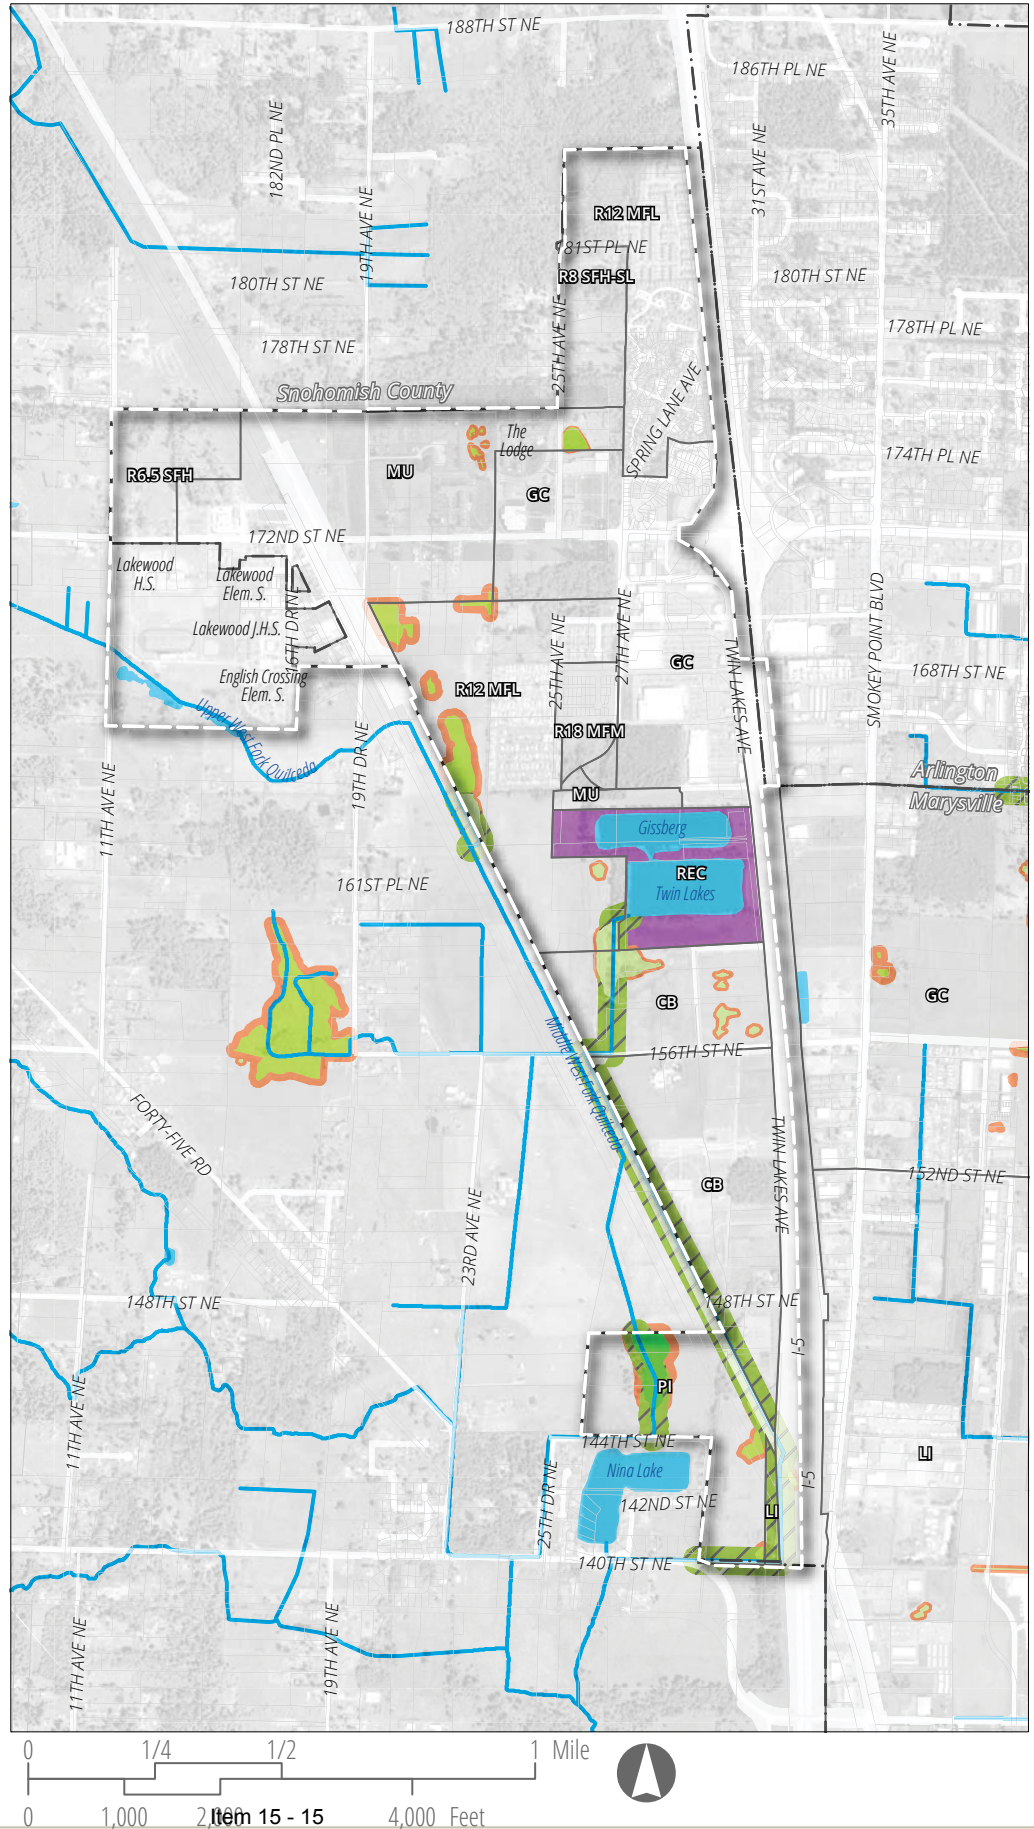 188TH ST NE
186TH PL NE
35TH AVE NE
182ND PL NE
31ST AVE NE
19TH AVE NE
R12 MFL
81ST PL NE
R8 SFH-SL
180TH ST NE
180TH ST NE
25TH AVE NE
178TH PL NE
178TH ST NE
Snohomish County
SPRING LANE AVE
The
Lodge
174TH PL NE
R6.5 SFH
MU
GC
172ND ST NE
Lakewood
H.S.
Lakewood
Elem. S.
16TH DR NE
Lakewood J.H.S.
25TH AVE NE
27TH AVE NE
SMOKEY POINT BLVD
GC
TWIN LAKES AVE
168TH ST NE
English Crossing
Elem. S.
R12 MFL
Upper West Fork Quilceda
R18 MFM
19TH DR NE
11TH AVE NE
Arlington
Marysville
MU
Gissberg
REC
Twin Lakes
161ST PL NE
CB
GC
Middle West Fork Quilceda
156TH ST NE
FORTY-FIVE RD
TWIN LAKES AVE
152ND ST NE
CB
23RD AVE NE
148TH ST NE
148TH ST NE
I-5
PI
11TH AVE NE
144TH ST NE
LI
Nina Lake
I-5
25TH DR NE
142ND ST NE
LI
140TH ST NE
11TH AVE NE
19TH AVE NE
0 1/4 1/2 1 Mile
0 1,000 2,000 4,000 Feet
Item 15 - 15